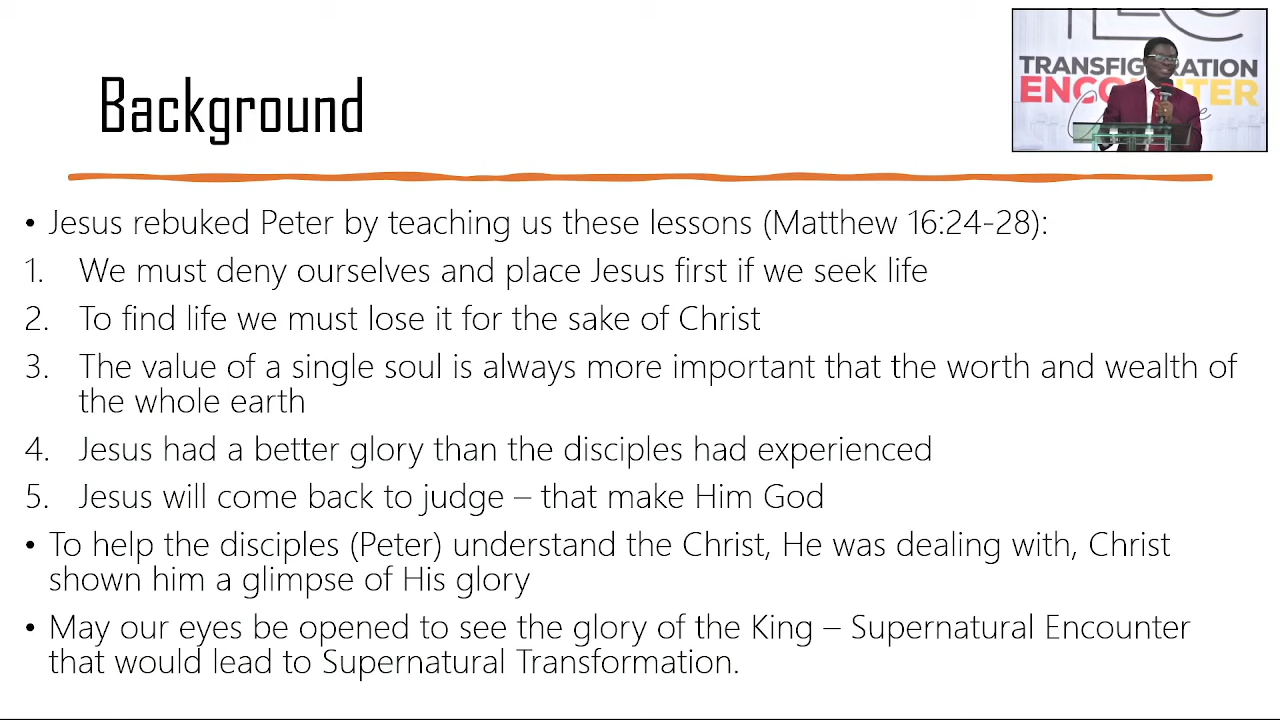 TEC
TRANSFIGURATION
ENCOUNTER
Background
• Jesus rebuked Peter by teaching us these lessons (Matthew 16:24-28):
1. We must deny ourselves and place Jesus first if we seek life
2. To find life we must lose it for the sake of Christ
3. The value of a single soul is always more important that the worth and wealth of
the whole earth
4. Jesus had a better glory than the disciples had experienced
5. Jesus will come back to judge – that make Him God
• To help the disciples (Peter) understand the Christ, He was dealing with, Christ
shown him a glimpse of His glory
• May our eyes be opened to see the glory of the King – Supernatural Encounter
that would lead to Supernatural Transformation.